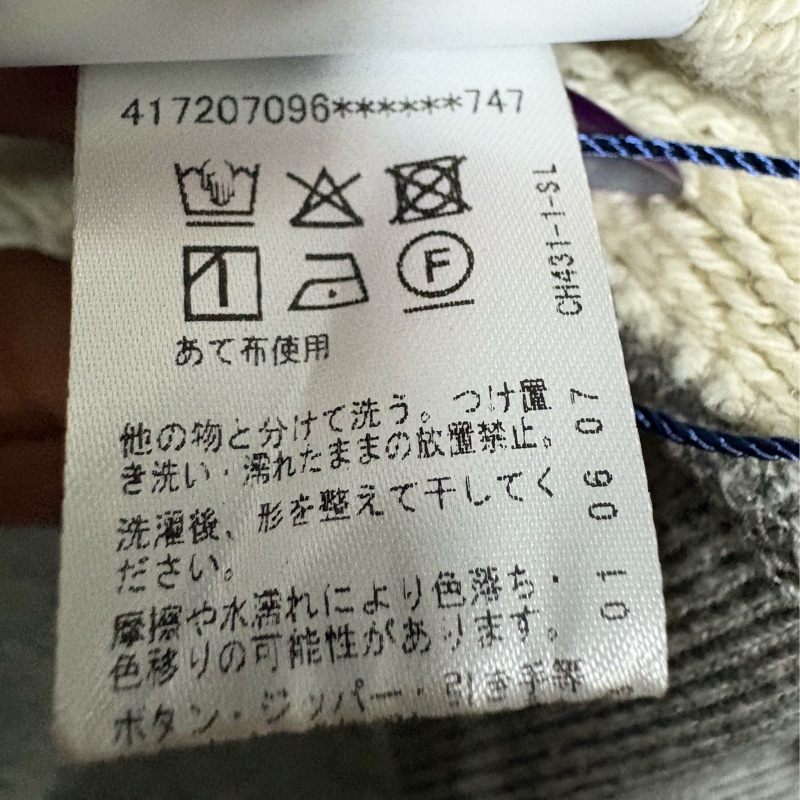 417207096******747
F
あて布使用
他の物と分けて洗う。つけ置
き洗い・濡れたままの放置禁止。
洗濯後、形を整えて干してく
ださい。
摩擦や水濡れにより色落ち・
色移りの可能性があります。
ボタン・ジッパー・引き手等
CH431-1-SL
01 06 07